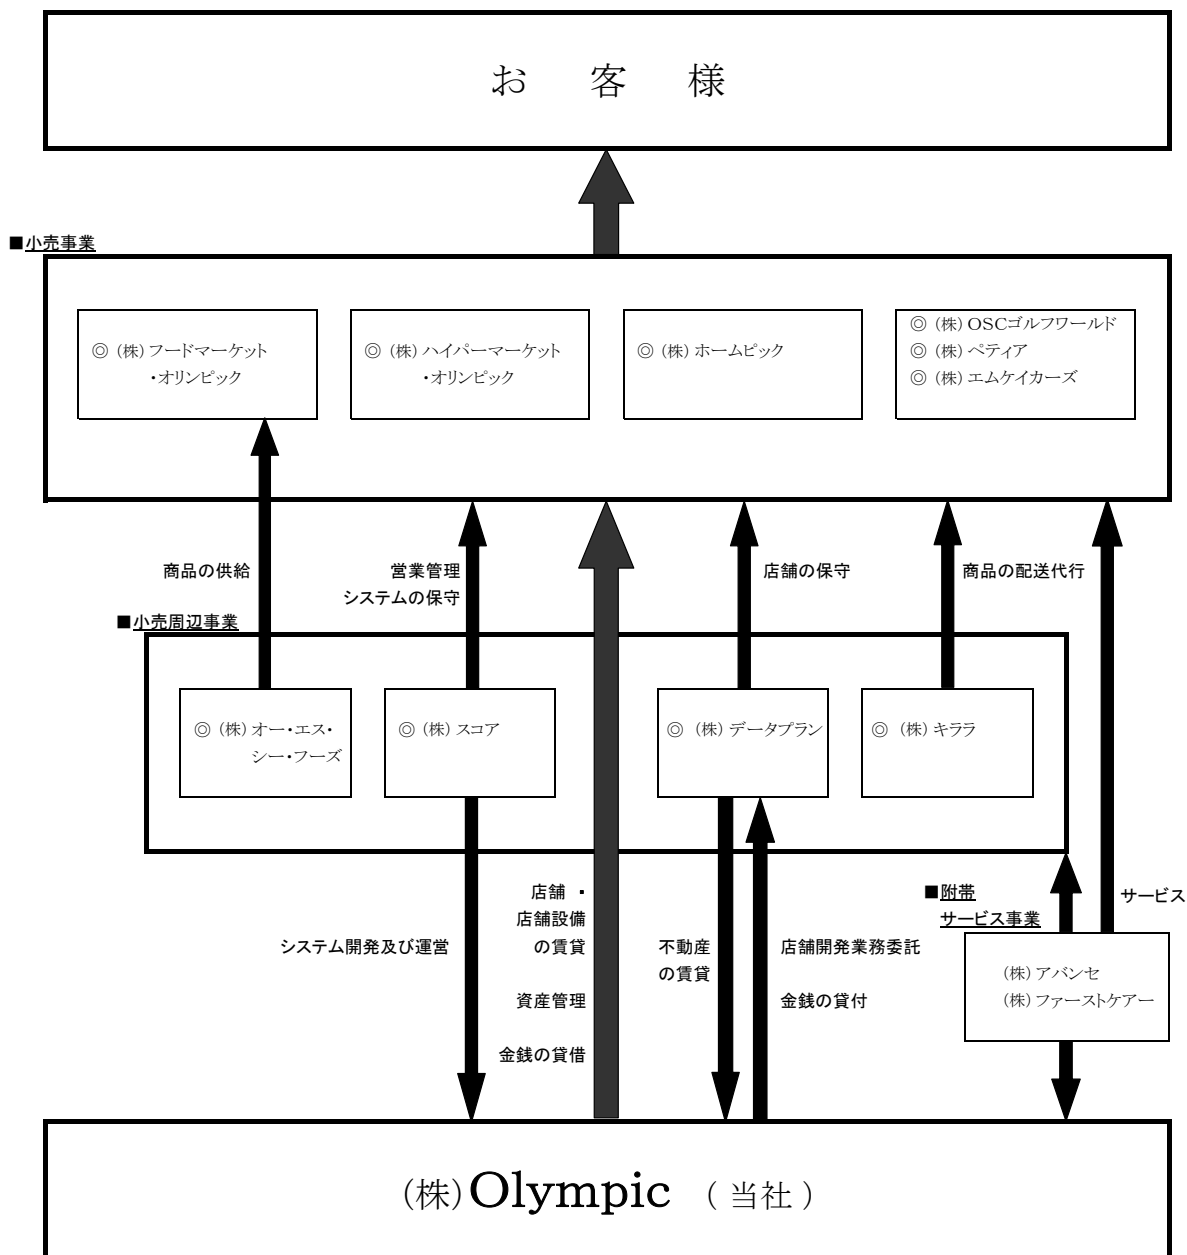 お 客 様
■小売事業
◎ (株) フードマーケット
・オリンピック
◎ (株) ハイパーマーケット
・オリンピック
◎ (株) ホームピック
◎ (株) OSCゴルフワールド
◎ (株) ペティア
◎ (株) エムケイカーズ
商品の供給
営業管理
システムの保守
店舗の保守
商品の配送代行
■小売周辺事業
◎ (株) オー・エス・
シー・フーズ
◎ (株) スコア
◎ (株) データプラン
◎ (株) キララ
システム開発及び運営
店舗 ・
店舗設備
の賃貸
資産管理
金銭の貸借
不動産
の賃貸
店舗開発業務委託
金銭の貸付
■附帯
サービス事業
サービス
(株) アバンセ
(株) ファーストケアー
(株) Olympic ( 当社 )